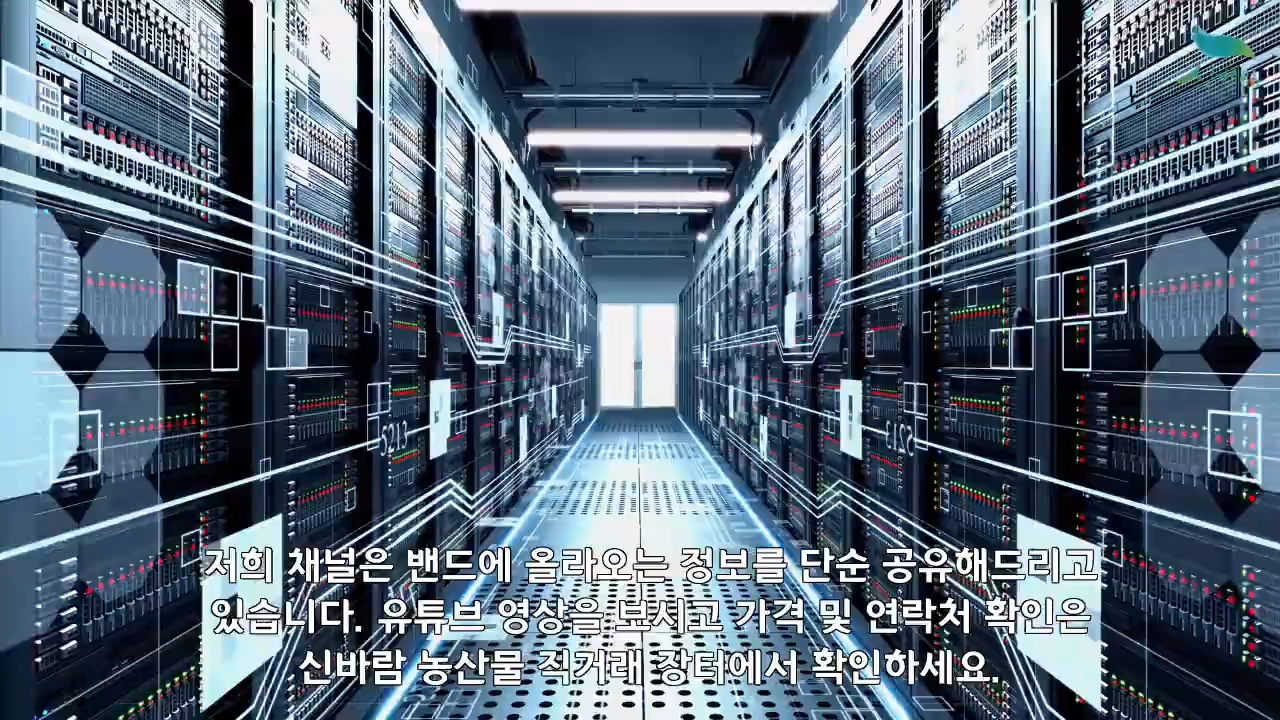 저희 채널은 밴드에 올라오는 정보를 단순 공유해드리고
있습니다. 유튜브 영상을 보시고 가격 및 연락처 확인은
신바람 농산물 직거래 장터에서 확인하세요.